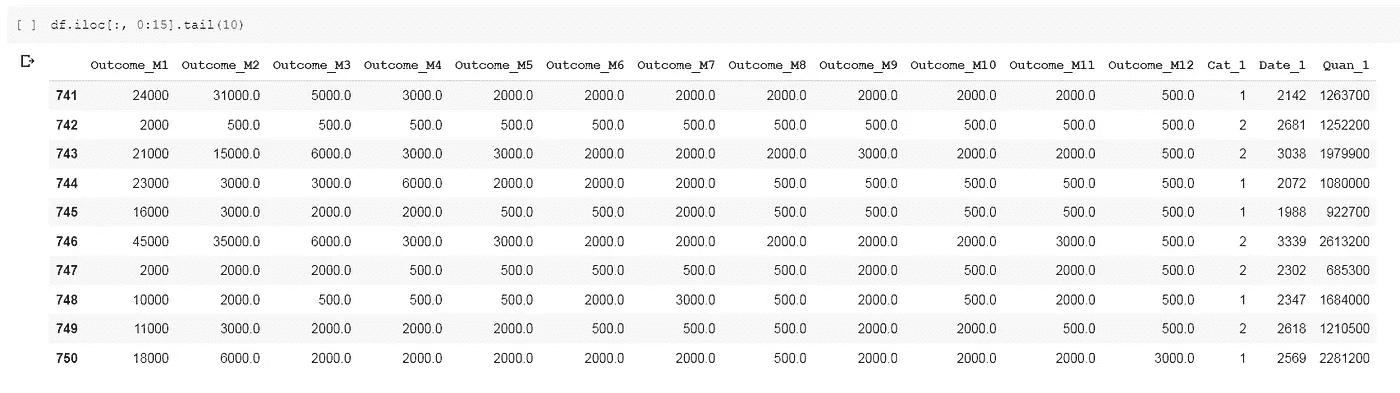 [ ] df.iloc[:, 0:15].tail(10)
Outcome_M1 Outcome_M2 Outcome_M3 Outcome_M4 Outcome_M5 Outcome_M6 Outcome_M7 Outcome_M8 Outcome_M9 Outcome_M10 Outcome_M11 Outcome_M12 Cat_1 Date_1 Quan_1
741 24000 31000.0 5000.0 3000.0 2000.0 2000.0 2000.0 2000.0 2000.0 2000.0 2000.0 500.0 1 2142 1263700
742 2000 500.0 500.0 500.0 500.0 500.0 500.0 500.0 500.0 500.0 500.0 500.0 2 2681 1252200
743 21000 15000.0 6000.0 3000.0 3000.0 2000.0 2000.0 2000.0 3000.0 2000.0 2000.0 500.0 2 3038 1979900
744 23000 3000.0 3000.0 6000.0 2000.0 2000.0 2000.0 500.0 500.0 500.0 500.0 500.0 1 2072 1080000
745 16000 3000.0 2000.0 2000.0 500.0 500.0 2000.0 500.0 500.0 500.0 500.0 500.0 1 1988 922700
746 45000 35000.0 6000.0 3000.0 3000.0 2000.0 2000.0 2000.0 2000.0 2000.0 3000.0 500.0 2 3339 2613200
747 2000 2000.0 2000.0 500.0 500.0 500.0 500.0 500.0 2000.0 500.0 2000.0 500.0 2 2302 685300
748 10000 2000.0 500.0 500.0 500.0 2000.0 3000.0 500.0 2000.0 500.0 2000.0 500.0 1 2347 1684000
749 11000 3000.0 2000.0 2000.0 2000.0 500.0 500.0 500.0 2000.0 2000.0 500.0 500.0 2 2618 1210500
750 18000 6000.0 2000.0 2000.0 2000.0 2000.0 2000.0 500.0 2000.0 2000.0 2000.0 3000.0 1 2569 2281200